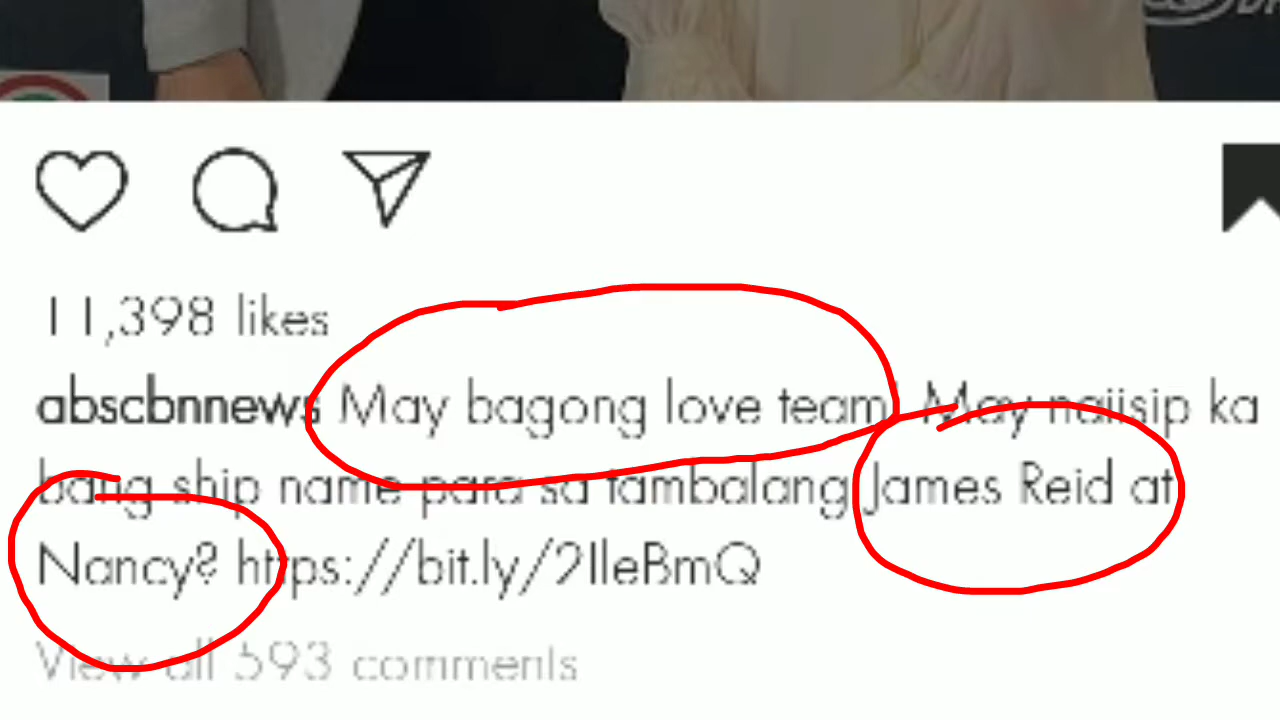 11,398 likes
abscbnnews May bagong love team! May naiisip ka
bang ship name para sa tambalang James Reid at
Nancy? https://bit.ly/2IleBmQ
View all 593 comments